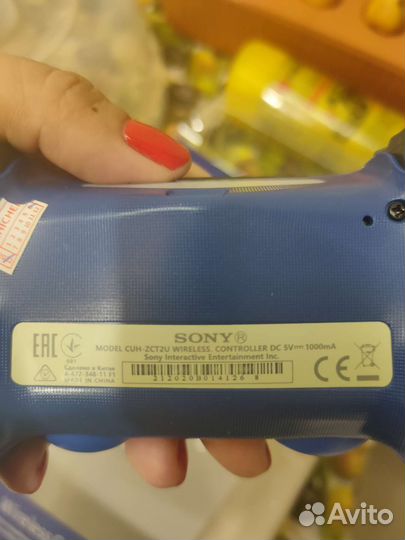 SONY®
MODEL CUH-ZCT2U WIRELESS CONTROLLER DC 5V 1000mA
Sony Interactive Entertainment Inc.
EAC
Сделано в Китае
MADE IN CHINA
Avito